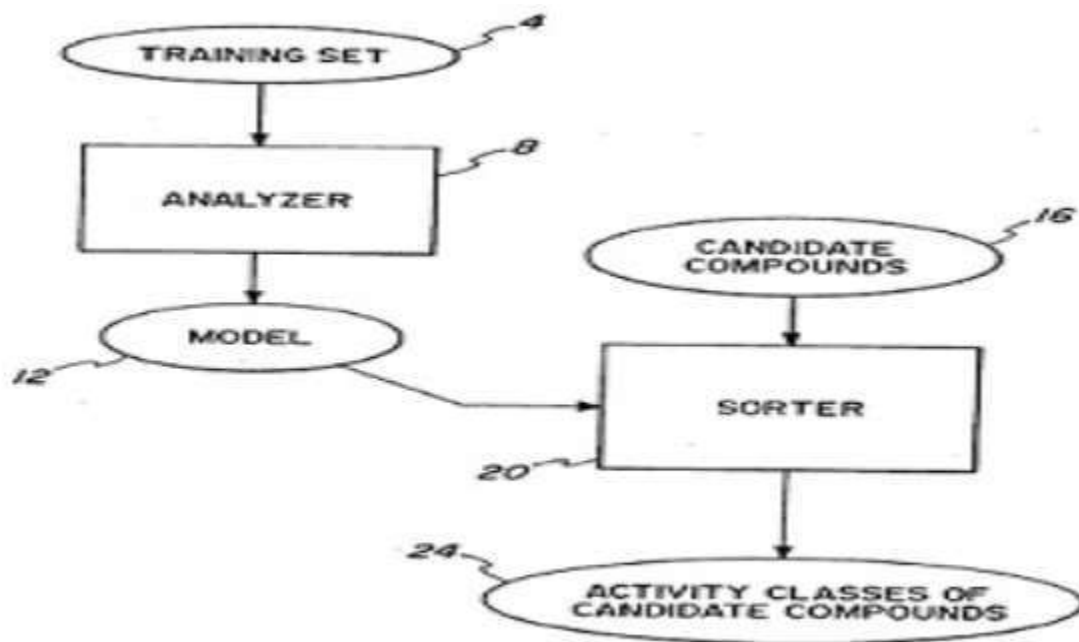 TRAINING SET
4
8
ANALYZER
16
CANDIDATE
COMPOUNDS
MODEL
12
SORTER
20
24
ACTIVITY CLASSES OF
CANDIDATE COMPOUNDS